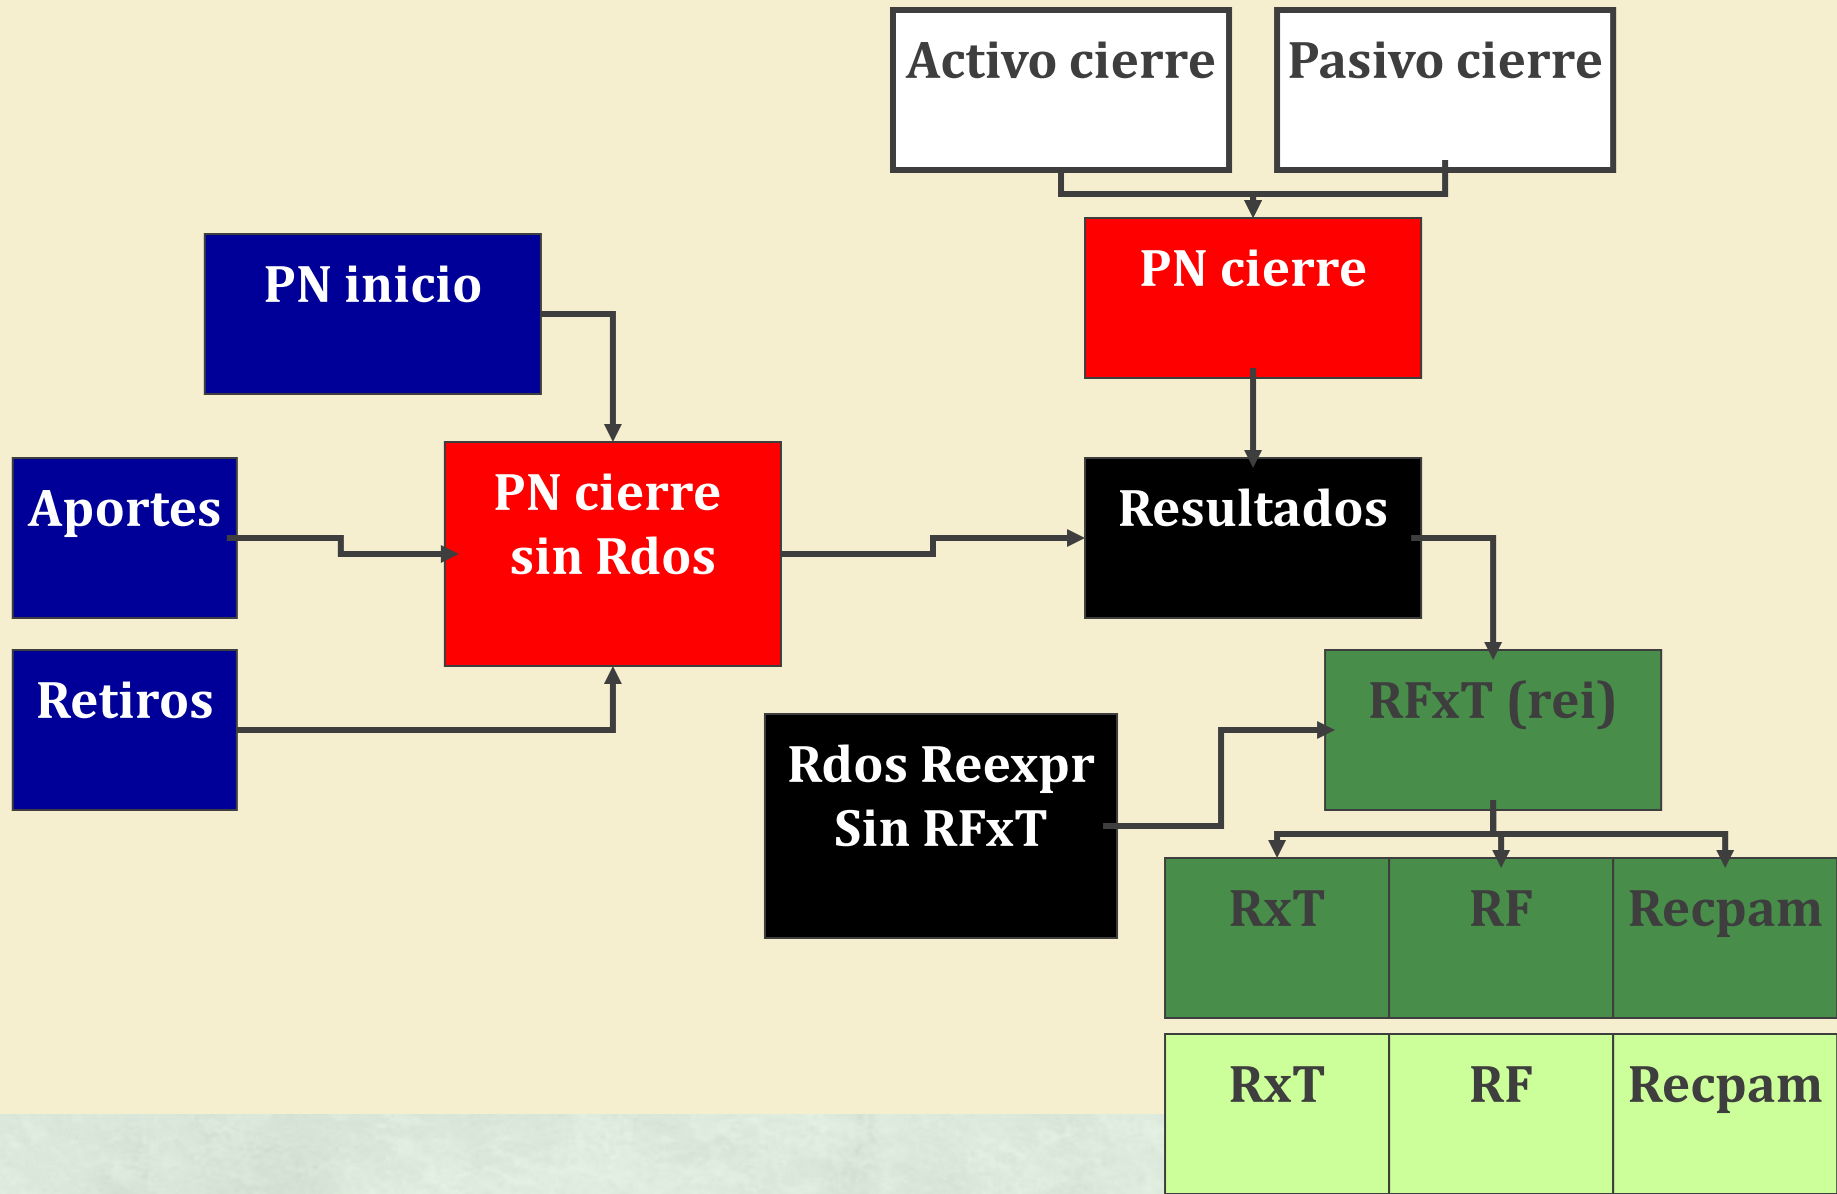 Activo cierre
Pasivo cierre
PN inicio
PN cierre
Aportes
PN cierre
sin Rdos
Resultados
Retiros
RFxT (rei)
Rdos Reexpr
Sin RFxT
RxT
RF
Recpam
RxT
RF
Recpam